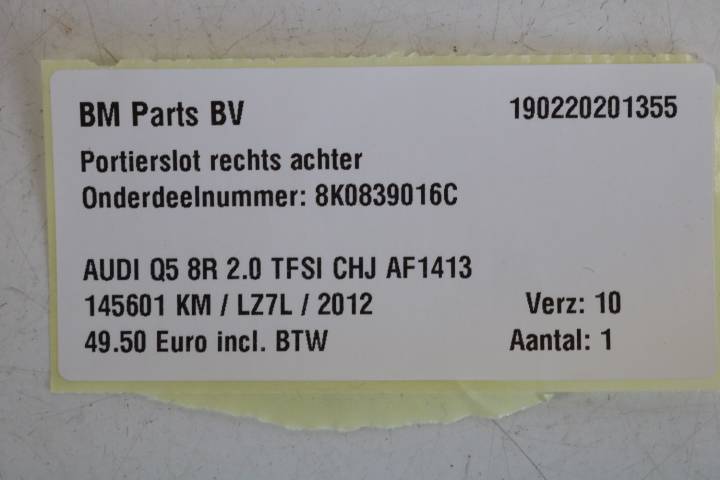 BM Parts BV 190220201355
Portierslot rechts achter
Onderdeelnummer: 8K0839016C
AUDI Q5 8R 2.0 TFSI CHJ AF1413
145601 KM / LZ7L / 2012 Verz: 10
49.50 Euro incl. BTW Aantal: 1